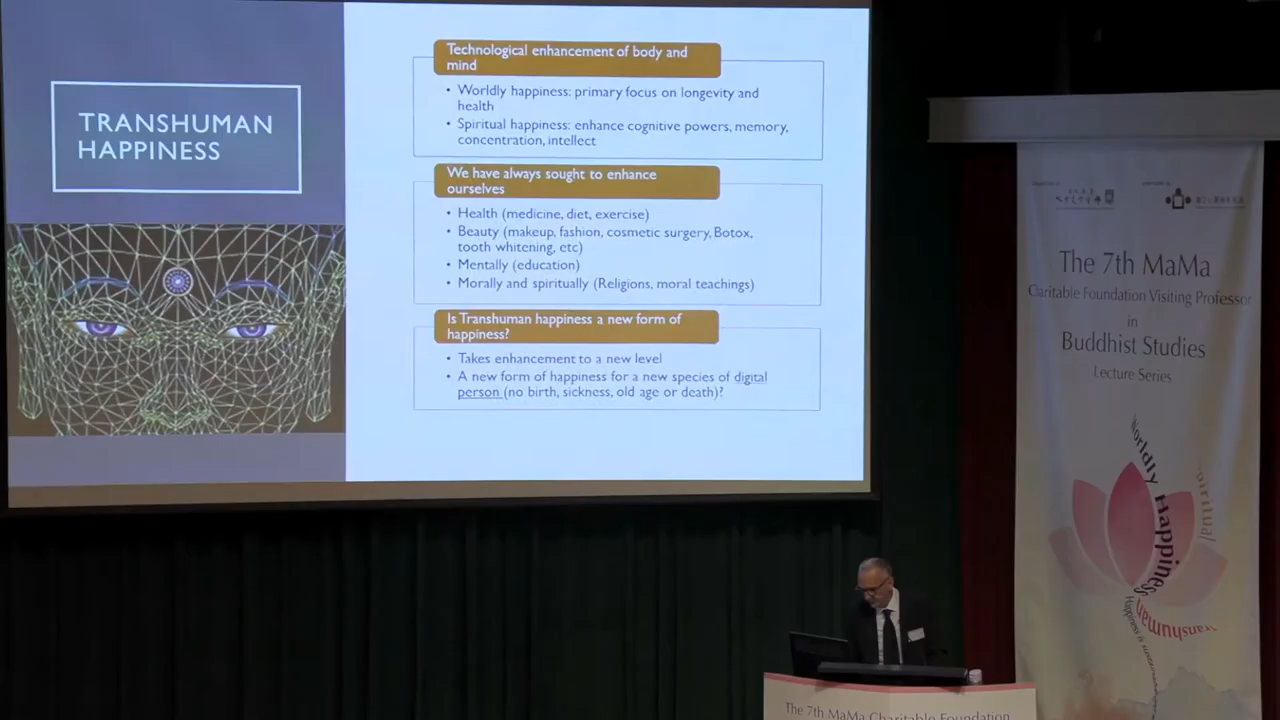 TRANSHUMAN
HAPPINESS
Technological enhancement of body and
mind
• Worldly happiness: primary focus on longevity and
health
• Spiritual happiness: enhance cognitive powers, memory,
concentration, intellect
We have always sought to enhance
ourselves
• Health (medicine, diet, exercise)
• Beauty (makeup, fashion, cosmetic surgery, Botox,
tooth whitening, etc)
• Mentally (education)
• Morally and spiritually (Religions, moral teachings)
Is Transhuman happiness a new form of
happiness?
• Takes enhancement to a new level
• A new form of happiness for a new species of digital
person (no birth, sickness, old age or death)?
The 7th MaMa
Charitable Foundation Visiting Professor
in
Buddhist Studies
Lecture Series
Worldly Happiness
Spiritual
Transhuman
Happiness is
The 7th MaMa Charitable Foundation